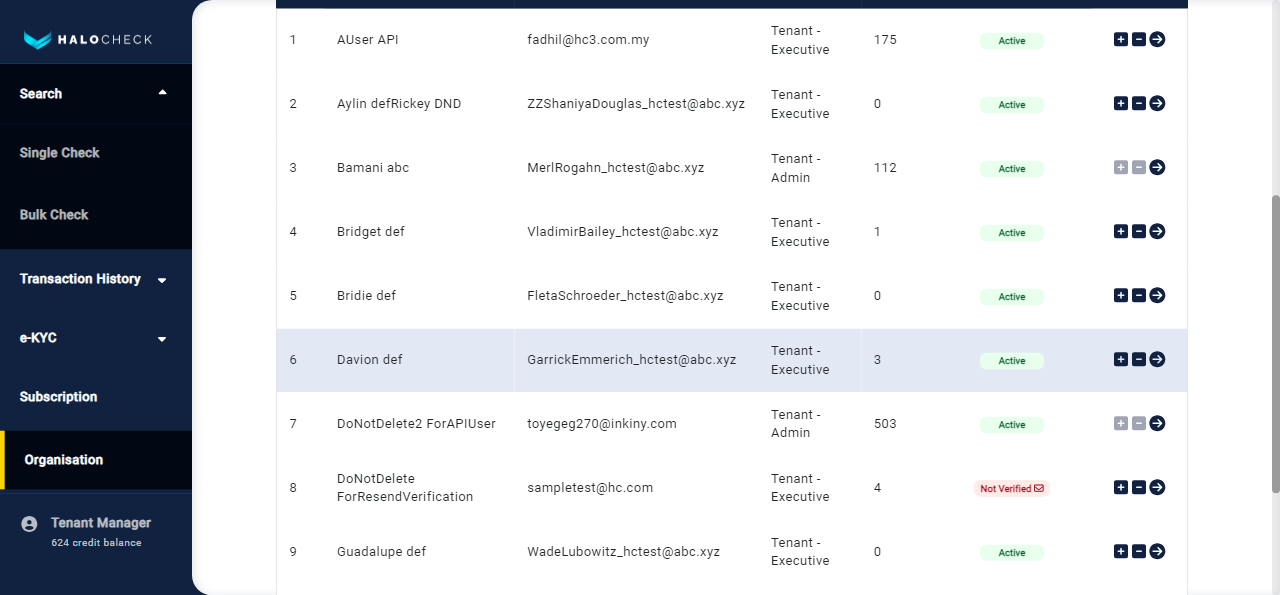 HALOCHECK
Search
Single Check
Bulk Check
Transaction History
e-KYC
Subscription
Organisation
Tenant Manager
624 credit balance
1 AUser API fadhil@hc3.com.my Tenant - 175 Active
Executive
2 Aylin defRickey DND ZZShaniyaDouglas_hctest@abc.xyz Tenant - 0 Active
Executive
3 Bamani abc MerlRogahn_hctest@abc.xyz Tenant - 112 Active
Admin
4 Bridget def VladimirBailey_hctest@abc.xyz Tenant - 1 Active
Executive
5 Bridie def FletaSchroeder_hctest@abc.xyz Tenant - 0 Active
Executive
6 Davion def GarrickEmmerich_hctest@abc.xyz Tenant - 3 Active
Executive
7 DoNotDelete2 ForAPIUser toyegeg270@inkiny.com Tenant - 503 Active
Admin
8 DoNotDelete sampletest@hc.com Tenant - 4 Not Verified
ForResendVerification Executive
9 Guadalupe def WadeLubowitz_hctest@abc.xyz Tenant - 0 Active
Executive